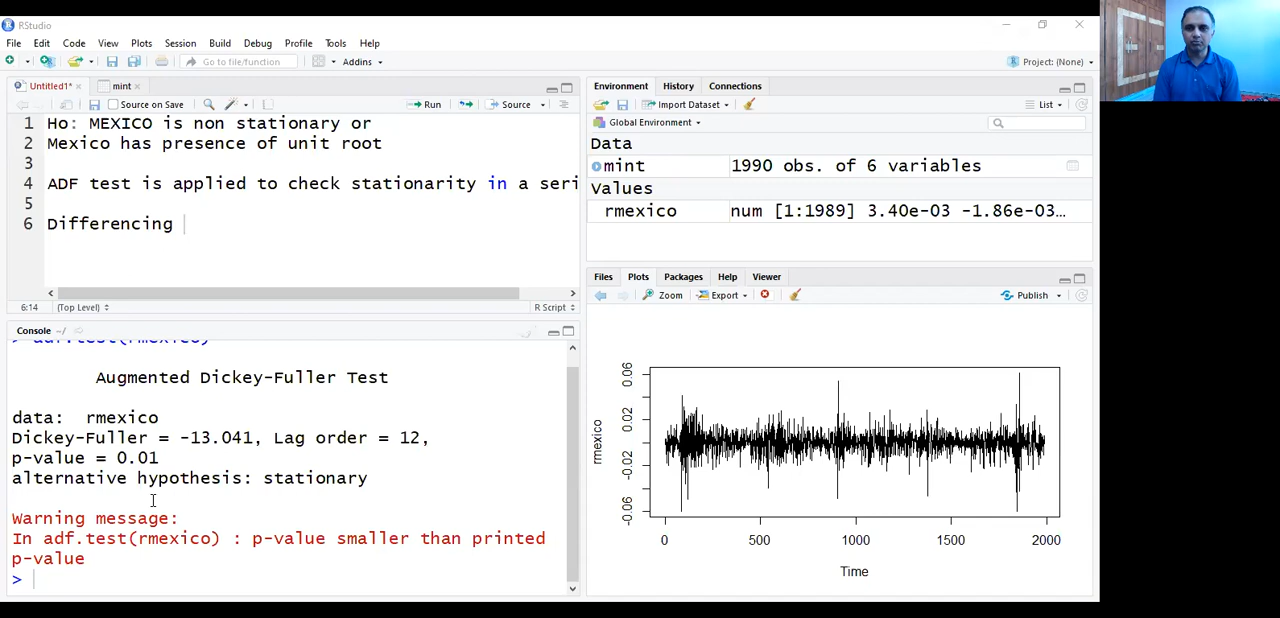 RStudio
File Edit Code View Plots Session Build Debug Profile Tools Help
Go to file/function Addins Project: (None)
Untitled1* mint
Source on Save Run Source
1 Ho: MEXICO is non stationary or
2 Mexico has presence of unit root
3
4 ADF test is applied to check stationarity in a seri
5
6 Differencing
6:14 (Top Level) R Script
Console ~/
> adf.test(rmexico)
Augmented Dickey-Fuller Test
data: rmexico
Dickey-Fuller = -13.041, Lag order = 12,
p-value = 0.01
alternative hypothesis: stationary
Warning message:
In adf.test(rmexico) : p-value smaller than printed
p-value
>
Environment History Connections
Import Dataset List
Global Environment
Data
mint 1990 obs. of 6 variables
Values
rmexico num [1:1989] 3.40e-03 -1.86e-03…
Files Plots Packages Help Viewer
Zoom Export Publish
rmexico
0.06
0.02
-0.02
-0.06
0 500 1000 1500 2000
Time